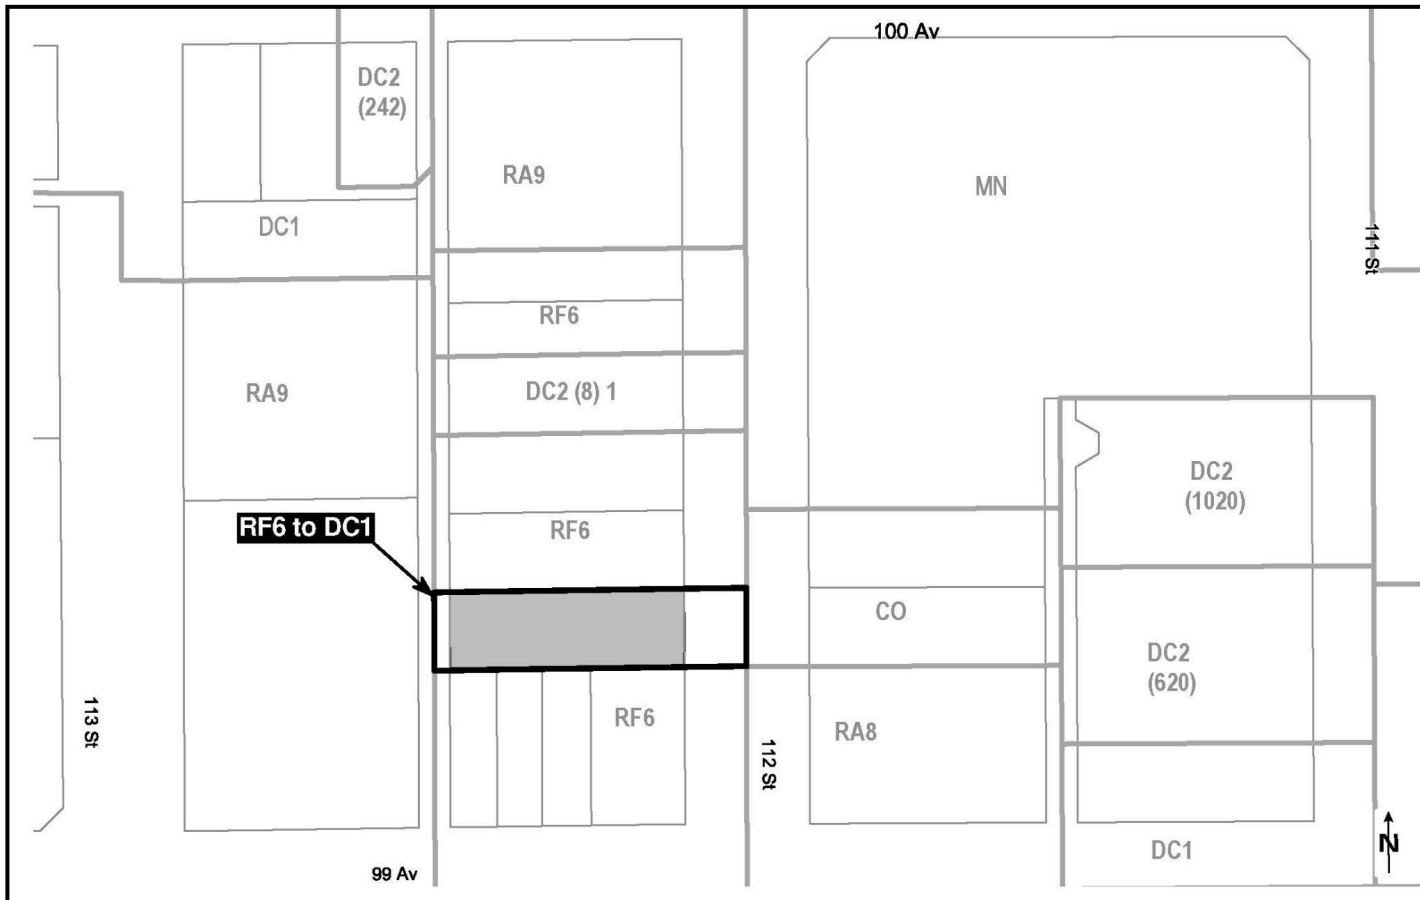 100 Av
DC2
(242)
RA9
MN
DC1
111 St
RF6
RA9
DC2 (8) 1
DC2
(1020)
RF6 to DC1
RF6
CO
DC2
(620)
113 St
RF6
RA8
112 St
DC1
N
99 Av